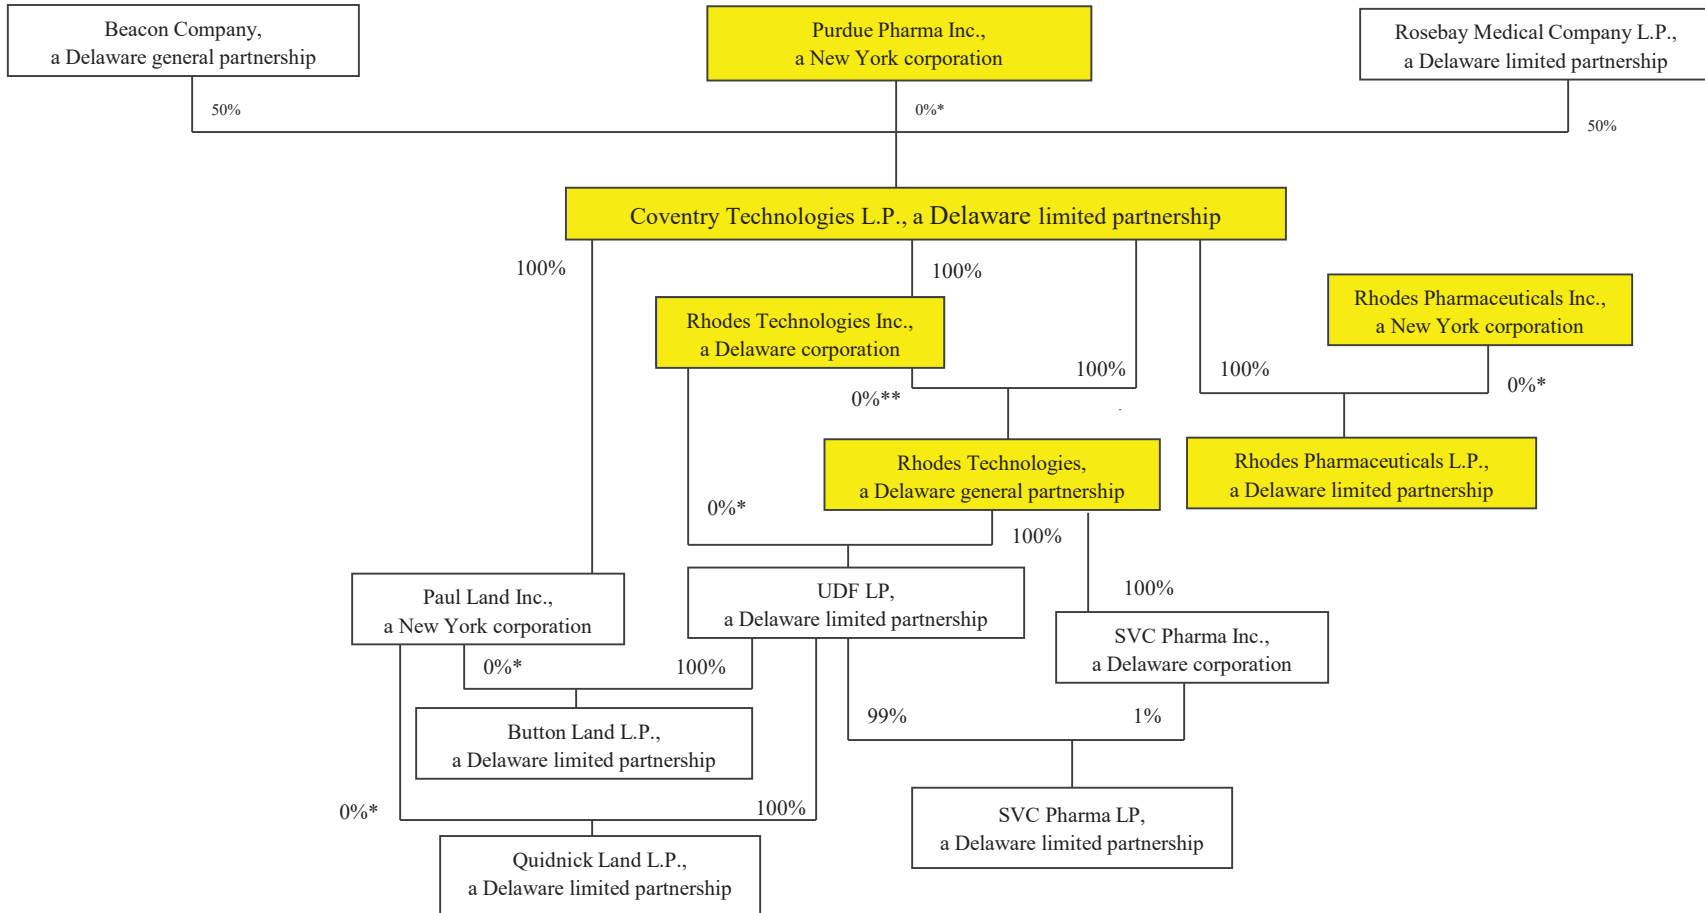 Beacon Company,
a Delaware general partnership
Purdue Pharma Inc.,
a New York corporation
Rosebay Medical Company L.P.,
a Delaware limited partnership
50%
0%*
50%
Coventry Technologies L.P., a Delaware limited partnership
100%
100%
Rhodes Technologies Inc.,
a Delaware corporation
Rhodes Pharmaceuticals Inc.,
a New York corporation
100%
100%
0%*
0%**
Rhodes Technologies,
a Delaware general partnership
Rhodes Pharmaceuticals L.P.,
a Delaware limited partnership
0%*
100%
Paul Land Inc.,
a New York corporation
UDF LP,
a Delaware limited partnership
100%
SVC Pharma Inc.,
a Delaware corporation
0%*
100%
Button Land L.P.,
a Delaware limited partnership
99%
1%
0%*
100%
SVC Pharma LP,
a Delaware limited partnership
Quidnick Land L.P.,
a Delaware limited partnership